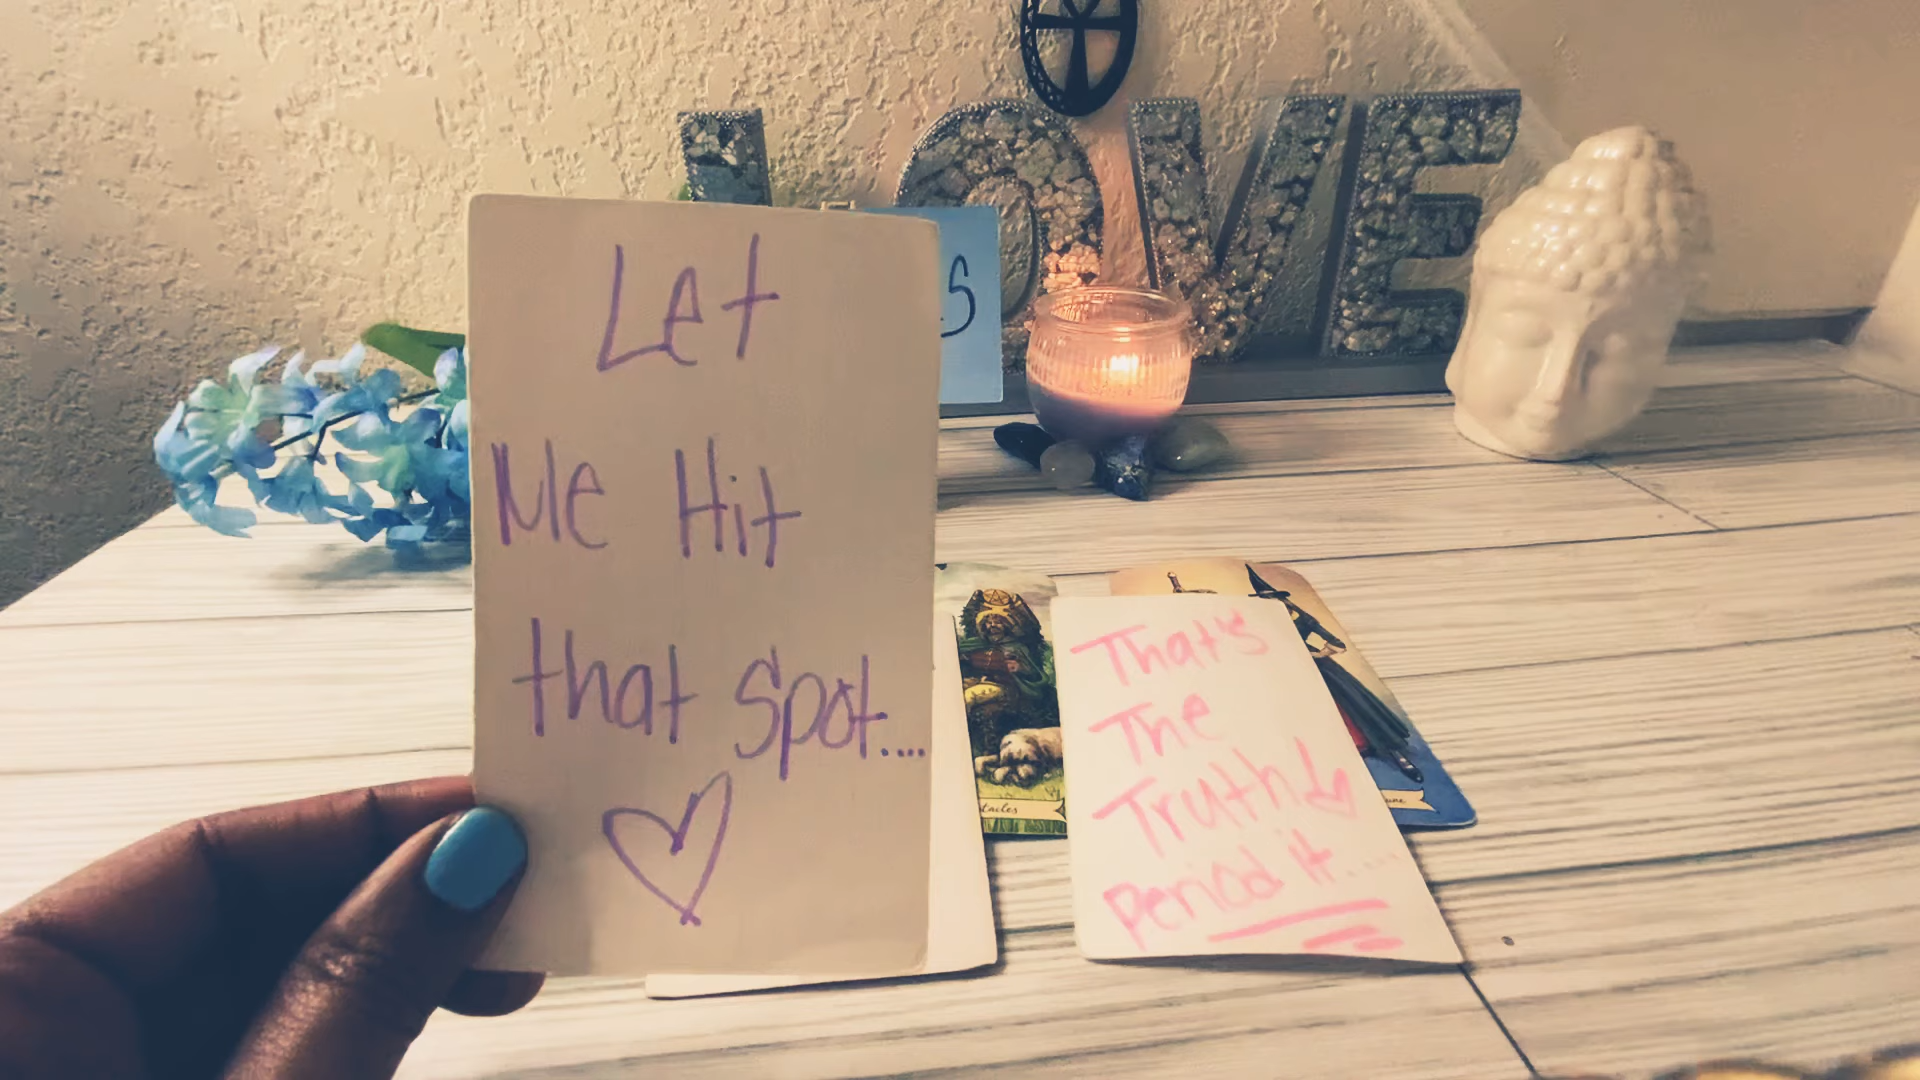 LOVE
S
Let
Me Hit
that Spot....
That's
The
Truth
Period it....